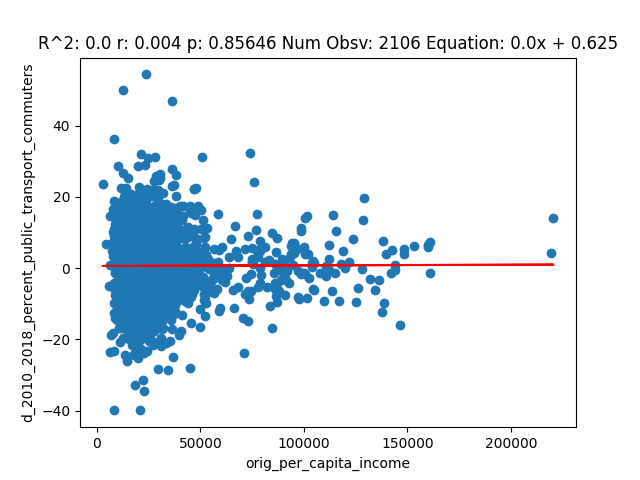 R^2: 0.0 r: 0.004 p: 0.85646 Num Obsv: 2106 Equation: 0.0x + 0.625
d_2010_2018_percent_public_transport_commuters
40
20
0
−20
−40
0 50000 100000 150000 200000
orig_per_capita_income